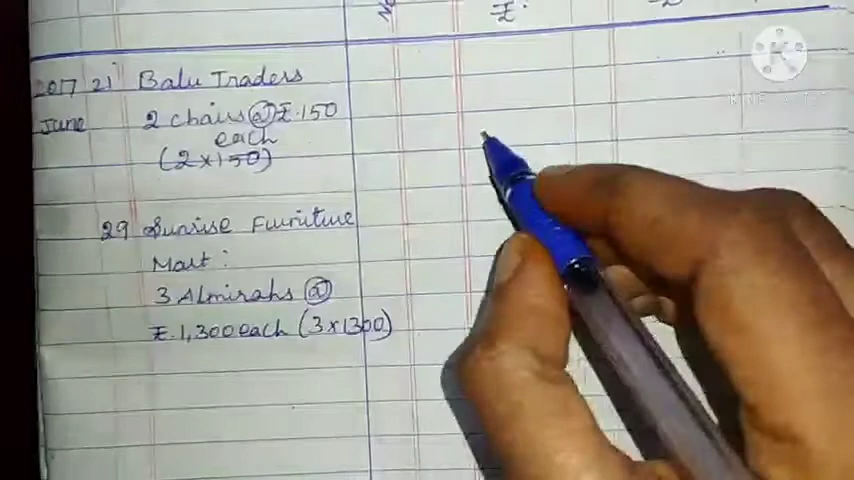 ₹.
2017 21 Balu Traders
June 2 chairs @ ₹.150
each
(2×150)
29 Sunrise Furniture
Mart :
3 Almirahs @
₹.1,300 each (3×1300)